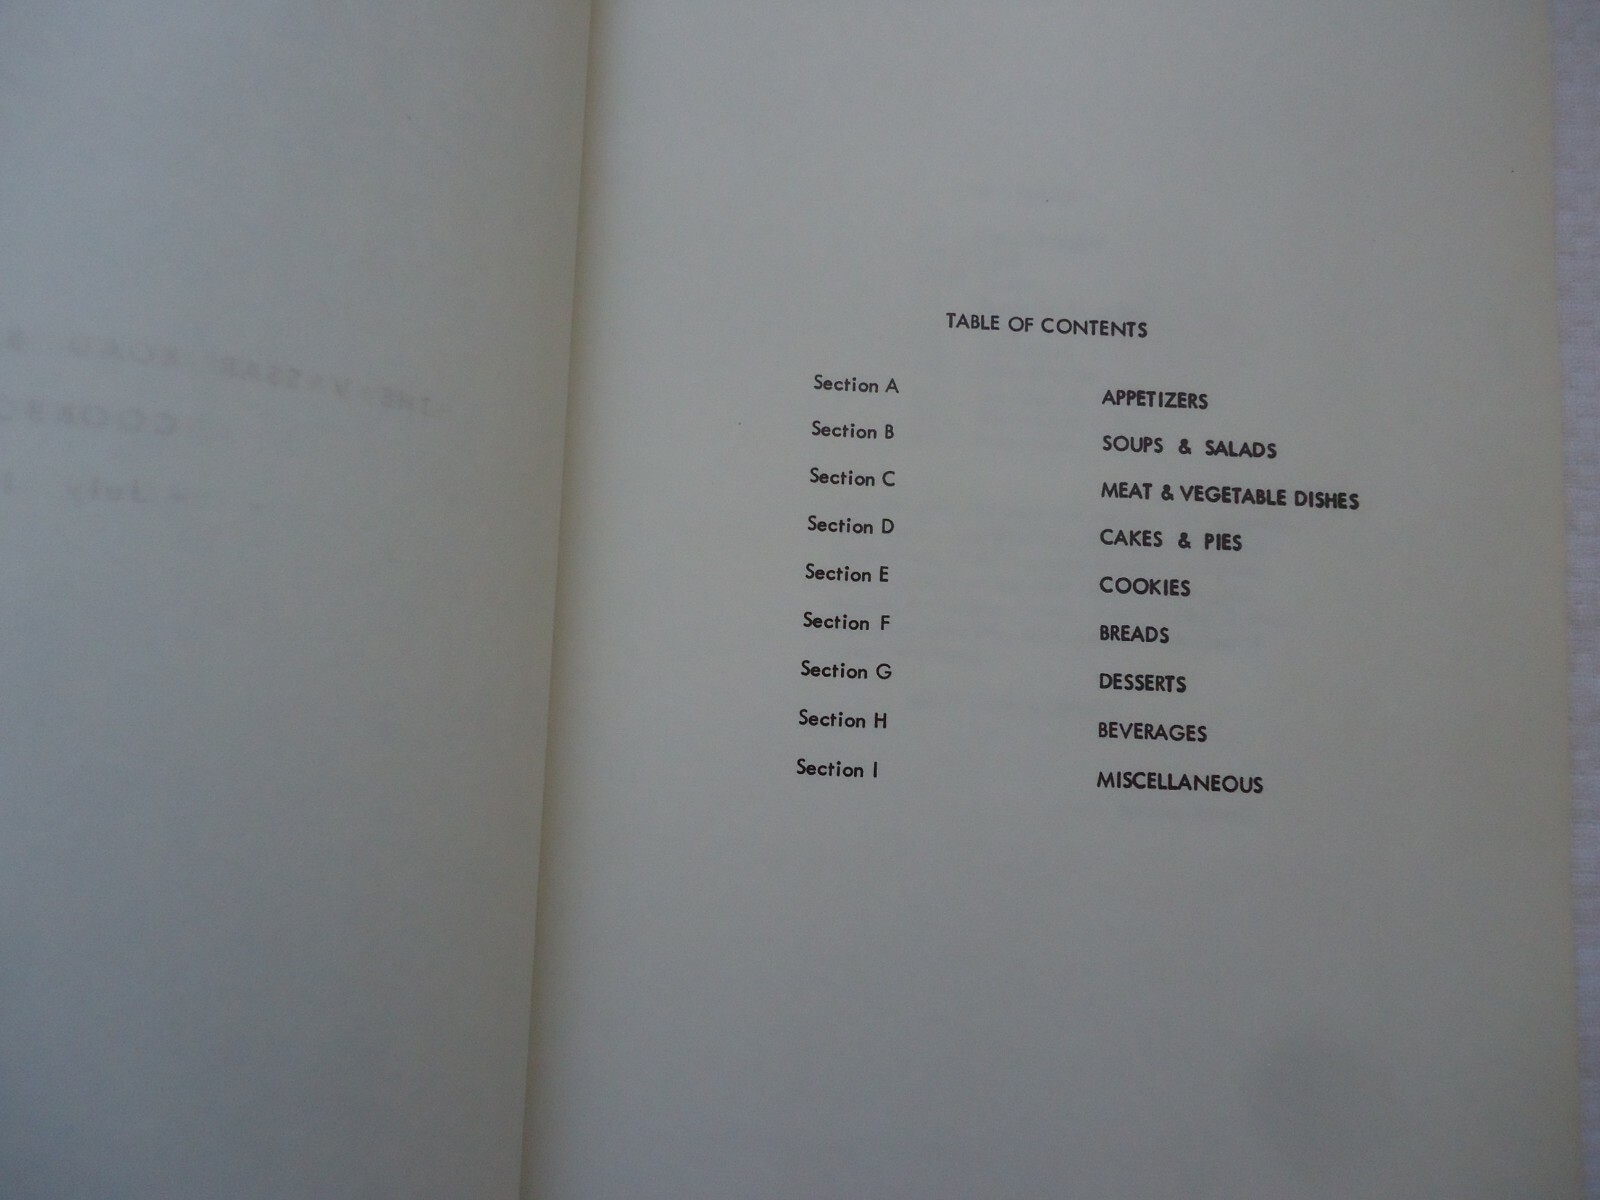 TABLE OF CONTENTS
Section A APPETIZERS
Section B SOUPS & SALADS
Section C MEAT & VEGETABLE DISHES
Section D CAKES & PIES
Section E COOKIES
Section F BREADS
Section G DESSERTS
Section H BEVERAGES
Section I MISCELLANEOUS